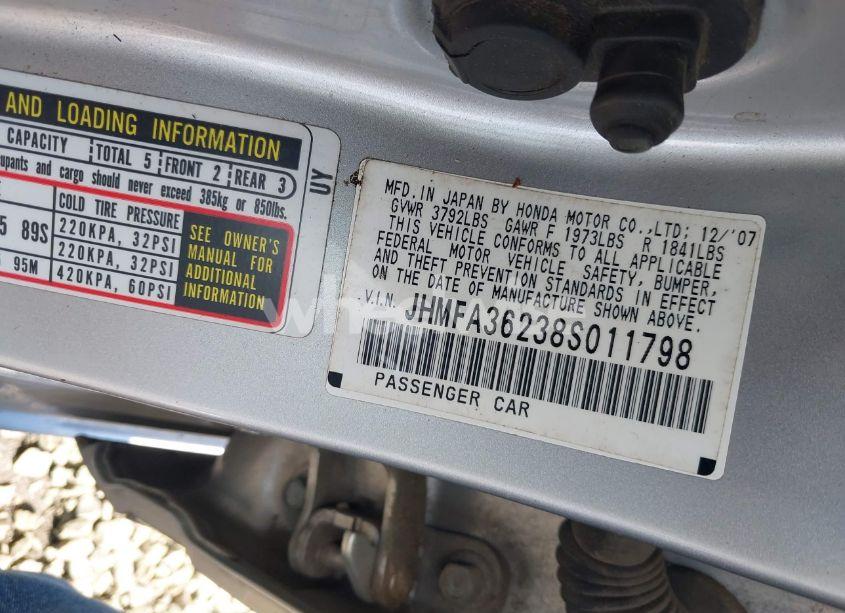 AND LOADING INFORMATION
CAPACITY TOTAL 5 FRONT 2 REAR 3
upants and cargo should never exceed 385kg or 850lbs.
COLD TIRE PRESSURE
5 89S 220KPA, 32PSI
220KPA, 32PSI
95M 420KPA, 60PSI
SEE OWNER'S
MANUAL FOR
ADDITIONAL
INFORMATION
UY
MFD. IN JAPAN BY HONDA MOTOR CO.,LTD; 12/'07
GVWR 3792LBS GAWR F 1973LBS R 1841LBS
THIS VEHICLE CONFORMS TO ALL APPLICABLE
FEDERAL MOTOR VEHICLE SAFETY, BUMPER,
AND THEFT PREVENTION STANDARDS IN EFFECT
ON THE DATE OF MANUFACTURE SHOWN ABOVE.
V.I.N. JHMFA36238S011798
PASSENGER CAR